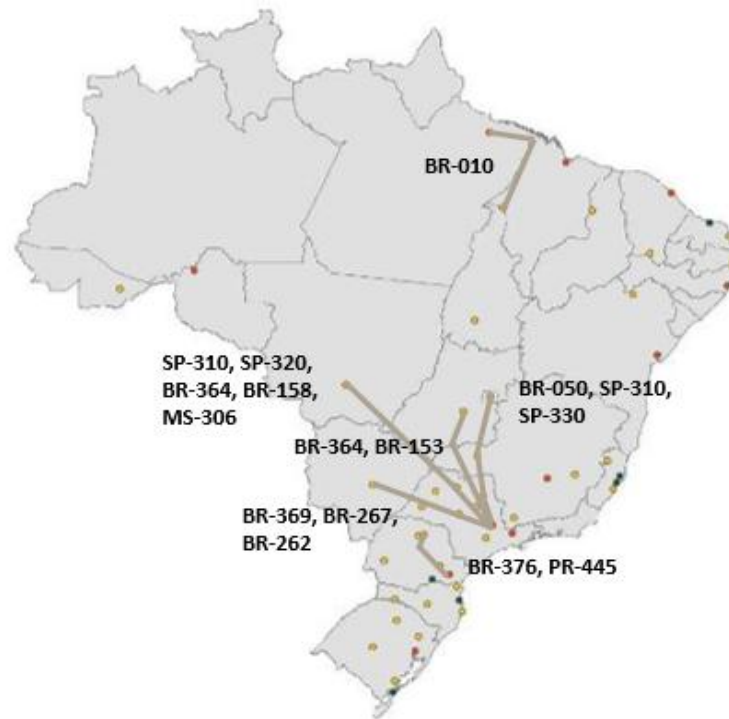 BR-010
SP-310, SP-320,
BR-364, BR-158,
MS-306
BR-050, SP-310,
SP-330
BR-364, BR-153
BR-369, BR-267,
BR-262
BR-376, PR-445